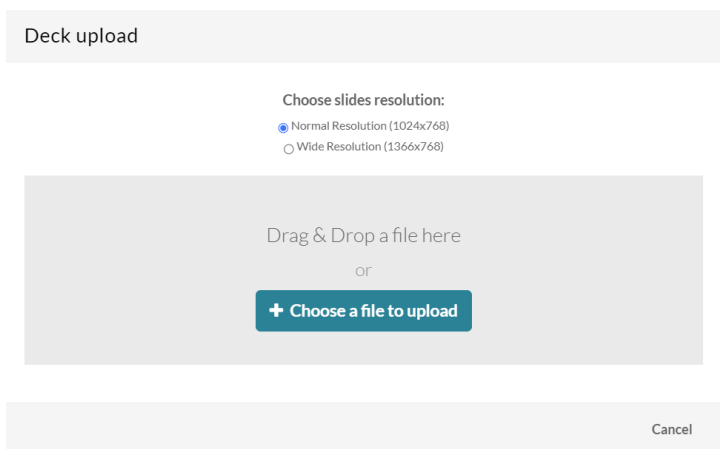 Deck upload
Choose slides resolution:
Normal Resolution (1024x768)
Wide Resolution (1366x768)
Drag & Drop a file here
or
+ Choose a file to upload
Cancel